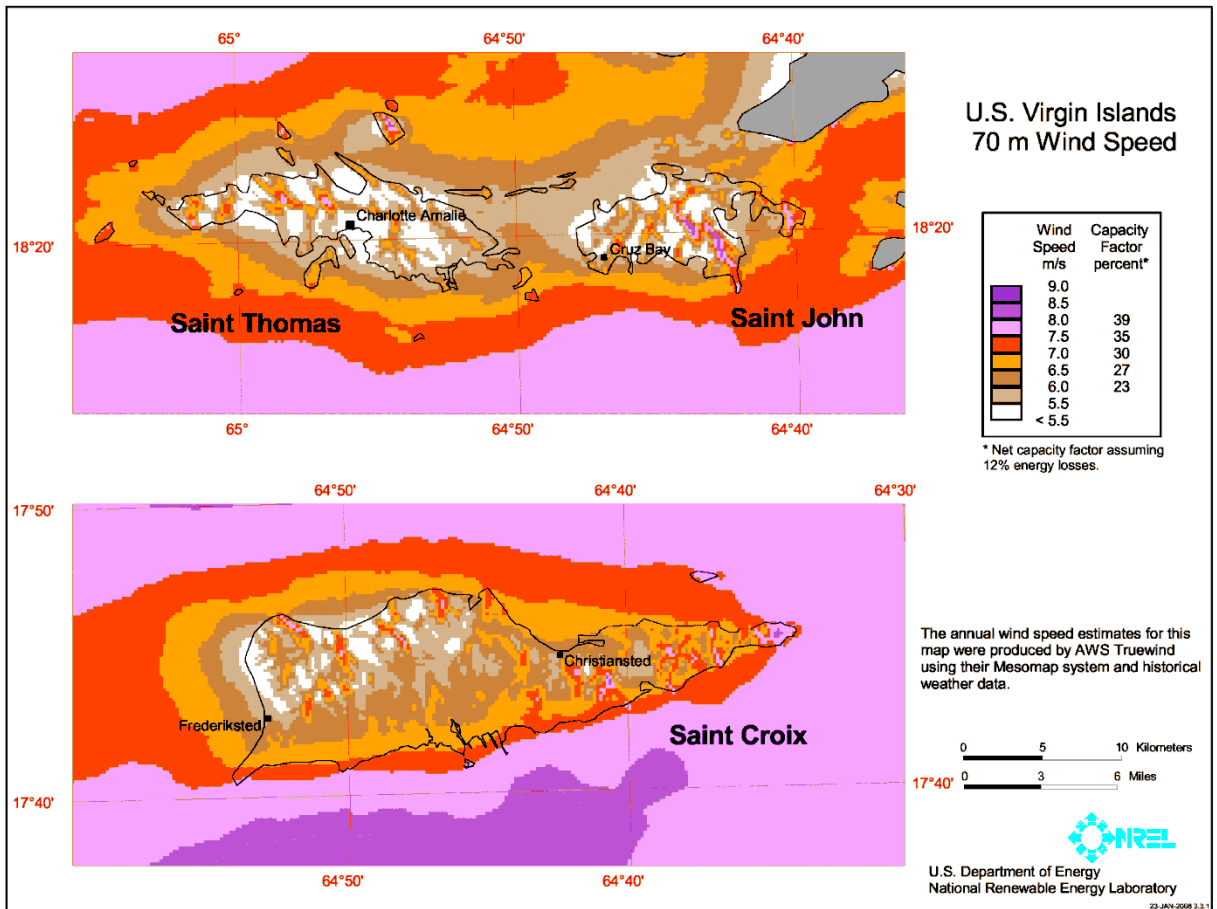 65°
64°50'
64°40'
U.S. Virgin Islands
70 m Wind Speed
Charlotte Amalie
Cruz Bay
18°20'
18°20'
Saint Thomas
Saint John
65°
64°50'
64°40'
Wind Speed m/s
Capacity Factor percent*
9.0
8.5
8.0 39
7.5 35
7.0 30
6.5 27
6.0 23
5.5
< 5.5
* Net capacity factor assuming
12% energy losses.
64°50'
64°40'
64°30'
17°50'
Christiansted
Frederiksted
Saint Croix
17°40'
17°40'
64°50'
64°40'
The annual wind speed estimates for this
map were produced by AWS Truewind
using their Mesomap system and historical
weather data.
0 5 10 Kilometers
0 3 6 Miles
NREL
U.S. Department of Energy
National Renewable Energy Laboratory
23-JAN-2008 3.3.1